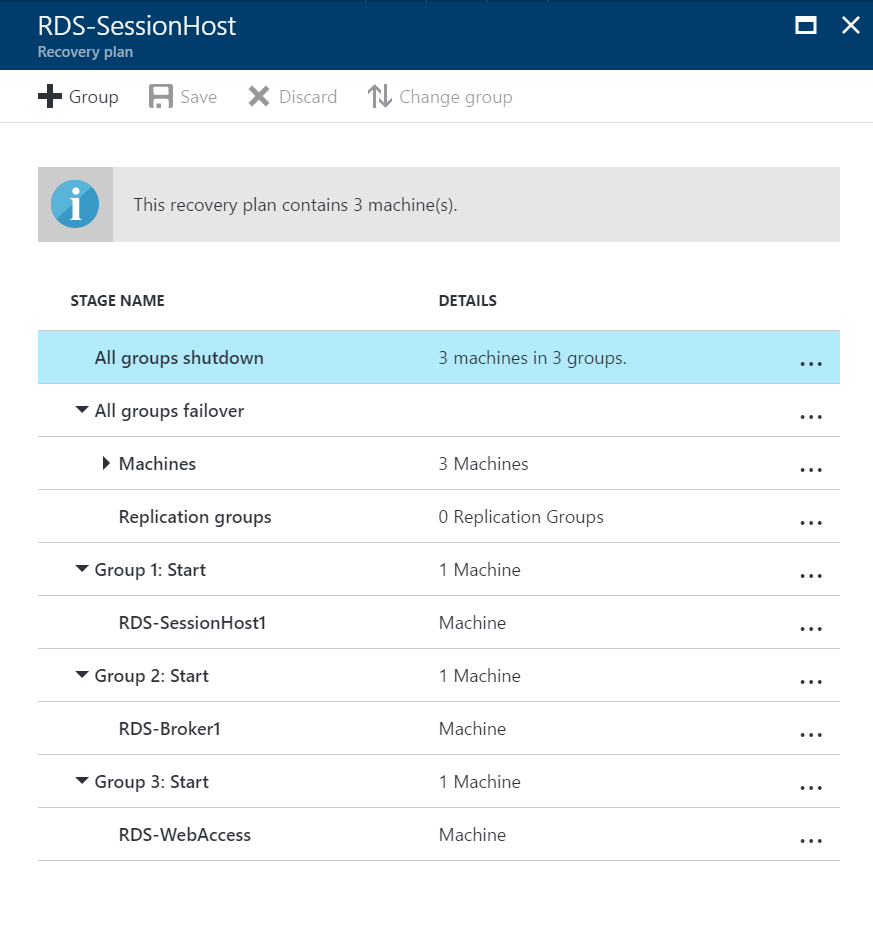 RDS-SessionHost
Recovery plan
Group Save Discard Change group
This recovery plan contains 3 machine(s).
STAGE NAME DETAILS
All groups shutdown 3 machines in 3 groups. ...
All groups failover ...
Machines 3 Machines ...
Replication groups 0 Replication Groups ...
Group 1: Start 1 Machine ...
RDS-SessionHost1 Machine ...
Group 2: Start 1 Machine ...
RDS-Broker1 Machine ...
Group 3: Start 1 Machine ...
RDS-WebAccess Machine ...